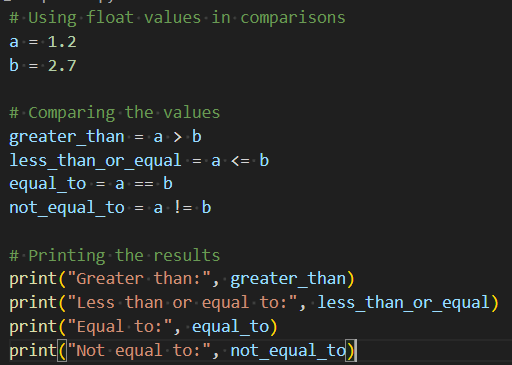 # Using float values in comparisons
a = 1.2
b = 2.7
# Comparing the values
greater_than = a > b
less_than_or_equal = a <= b
equal_to = a == b
not_equal_to = a != b
# Printing the results
print("Greater than:", greater_than)
print("Less than or equal to:", less_than_or_equal)
print("Equal to:", equal_to)
print("Not equal to:", not_equal_to)